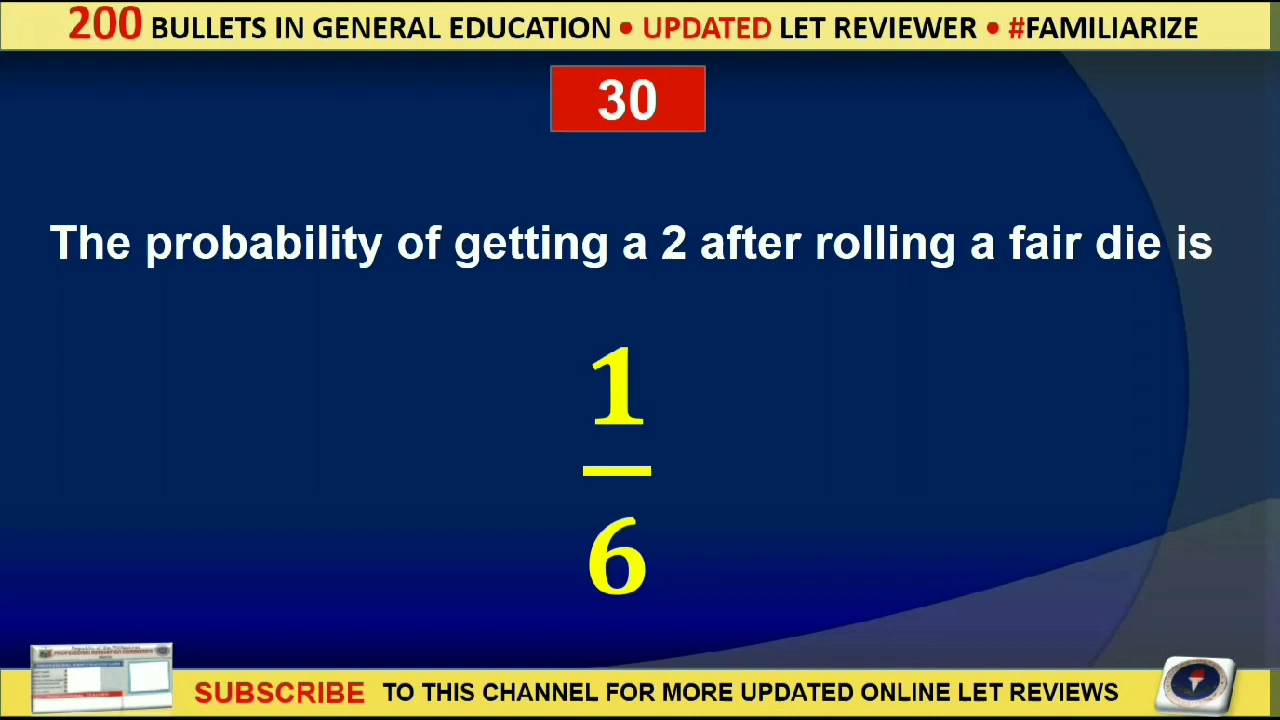 200 BULLETS IN GENERAL EDUCATION • UPDATED LET REVIEWER • #FAMILIARIZE
30
The probability of getting a 2 after rolling a fair die is
1
6
SUBSCRIBE TO THIS CHANNEL FOR MORE UPDATED ONLINE LET REVIEWS